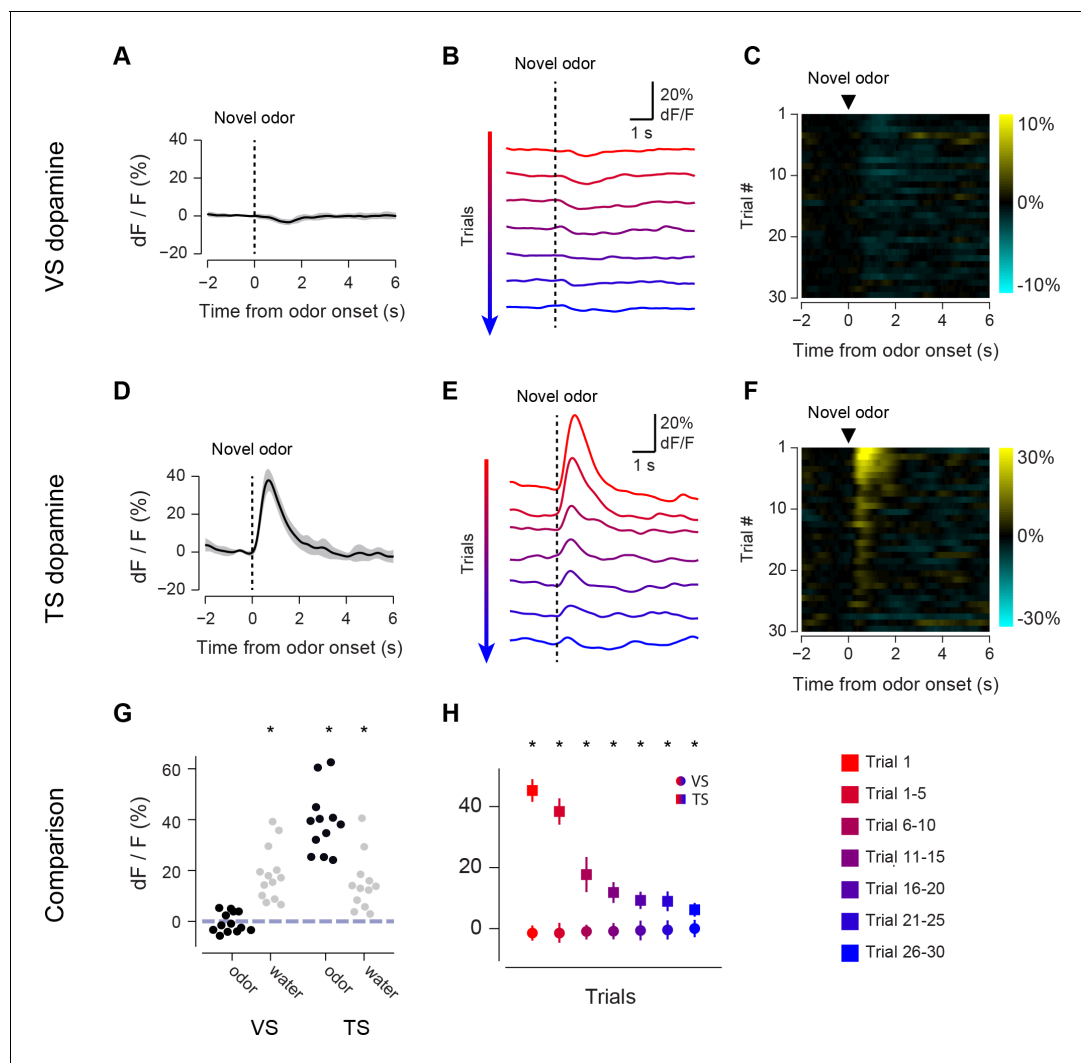 A
B
C
VS dopamine
Novel odor
dF / F (%)
40
20
0
−20
−2 0 2 4 6
Time from odor onset (s)
Novel odor
20%
dF/F
1 s
Trials
Novel odor
Trial #
1
10
20
30
−2 0 2 4 6
Time from odor onset (s)
10%
0%
-10%
D
E
F
TS dopamine
Novel odor
dF / F (%)
40
20
0
−20
−2 0 2 4 6
Time from odor onset (s)
Novel odor
20%
dF/F
1 s
Trials
Novel odor
Trial #
1
10
20
30
−2 0 2 4 6
Time from odor onset (s)
30%
0%
-30%
G
H
Comparison
* * *
dF / F (%)
60
40
20
0
odor water odor water
VS TS
* * * * * * *
VS
TS
40
20
0
Trials
Trial 1
Trial 1-5
Trial 6-10
Trial 11-15
Trial 16-20
Trial 21-25
Trial 26-30